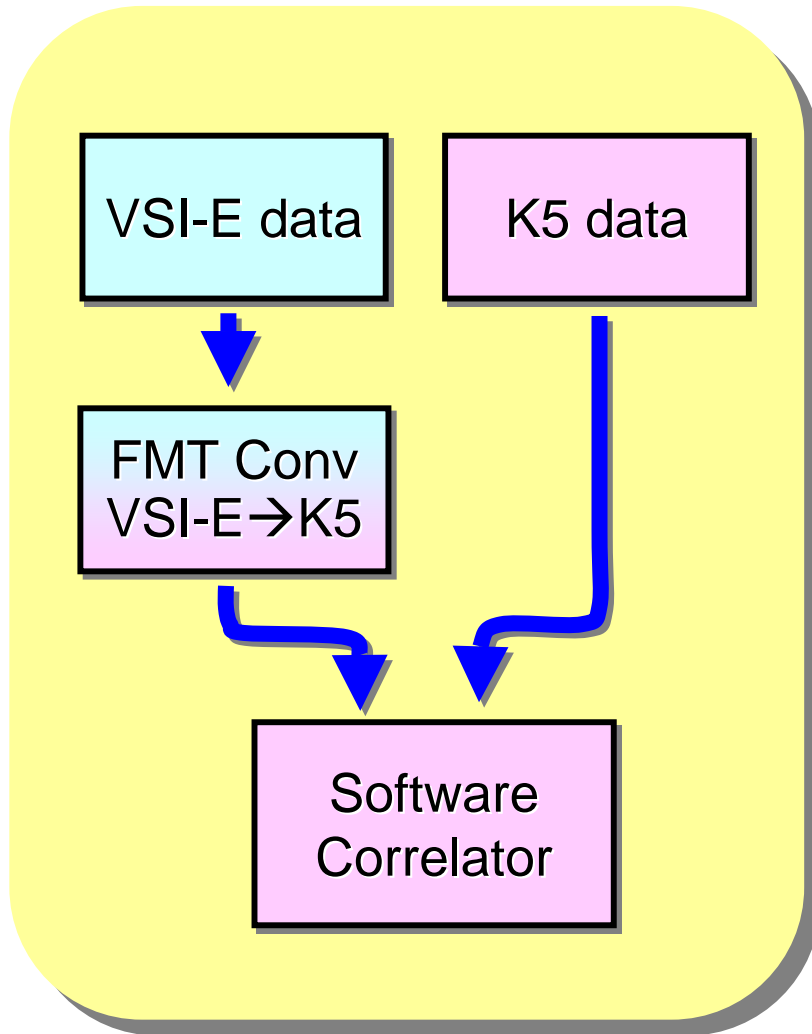 VSI-E data
K5 data
FMT Conv
VSI-E→K5
Software
Correlator